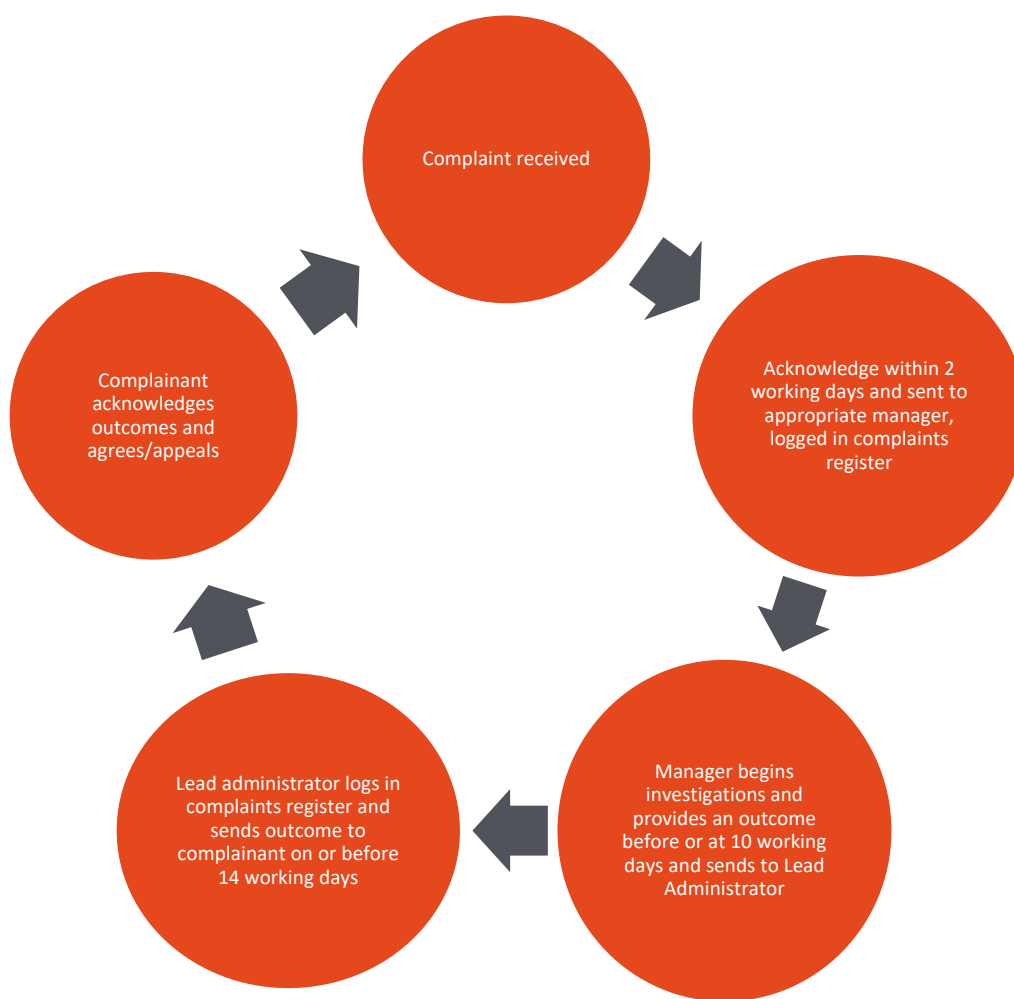 Complaint received
Acknowledge within 2
working days and sent to
appropriate manager,
logged in complaints
register
Manager begins
investigations and
provides an outcome
before or at 10 working
days and sends to Lead
Administrator
Lead administrator logs in
complaints register and
sends outcome to
complainant on or before
14 working days
Complainant
acknowledges
outcomes and
agrees/appeals